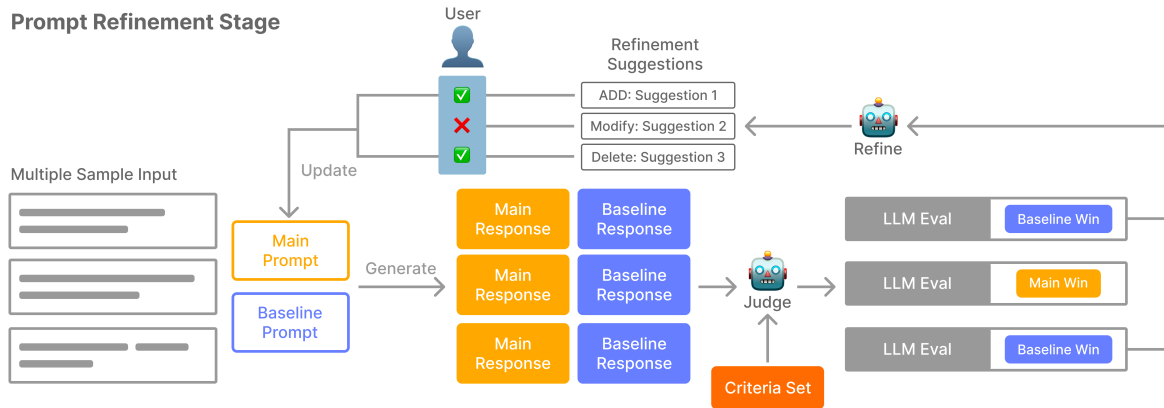 Prompt Refinement Stage
User
Refinement
Suggestions
ADD: Suggestion 1
Modify: Suggestion 2
Delete: Suggestion 3
Refine
Update
Multiple Sample Input
Main
Prompt
Baseline
Prompt
Generate
Main
Response
Baseline
Response
Main
Response
Baseline
Response
Main
Response
Baseline
Response
Judge
Criteria Set
LLM Eval
Baseline Win
LLM Eval
Main Win
LLM Eval
Baseline Win